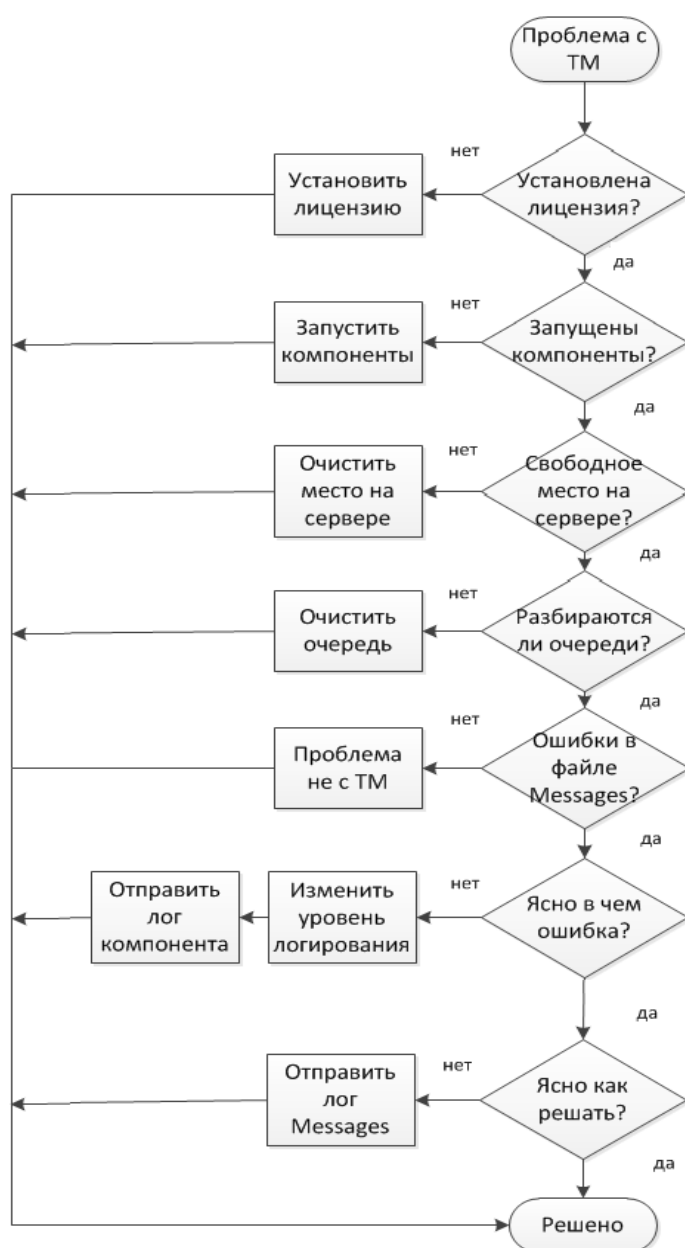 Проблема с
ТМ
нет
Установить
лицензию
Установлена
лицензия?
да
нет
Запустить
компоненты
Запущены
компоненты?
да
нет
Очистить
место на
сервере
Свободное
место на
сервере?
да
нет
Очистить
очередь
Разбираются
ли очереди?
да
нет
Проблема
не с ТМ
Ошибки в
файле
Messages?
да
Отправить
лог
компонента
Изменить
уровень
логирования
нет
Ясно в чем
ошибка?
да
Отправить
лог
Messages
нет
Ясно как
решать?
да
Решено